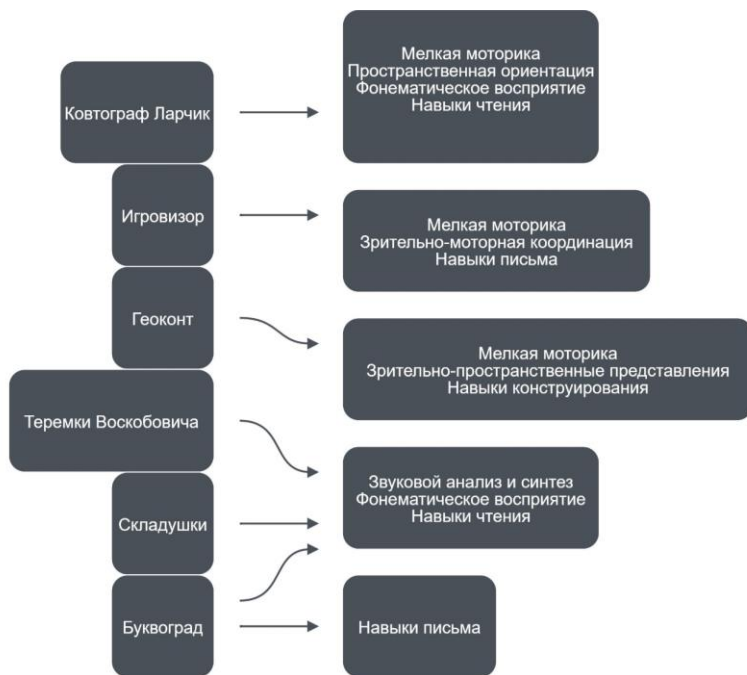 Ковтограф Ларчик
Мелкая моторика
Пространственная ориентация
Фонематическое восприятие
Навыки чтения
Игровизор
Мелкая моторика
Зрительно-моторная координация
Навыки письма
Геоконт
Мелкая моторика
Зрительно-пространственные представления
Навыки конструирования
Теремки Воскобовича
Звуковой анализ и синтез
Фонематическое восприятие
Навыки чтения
Складушки
Буквоград
Навыки письма